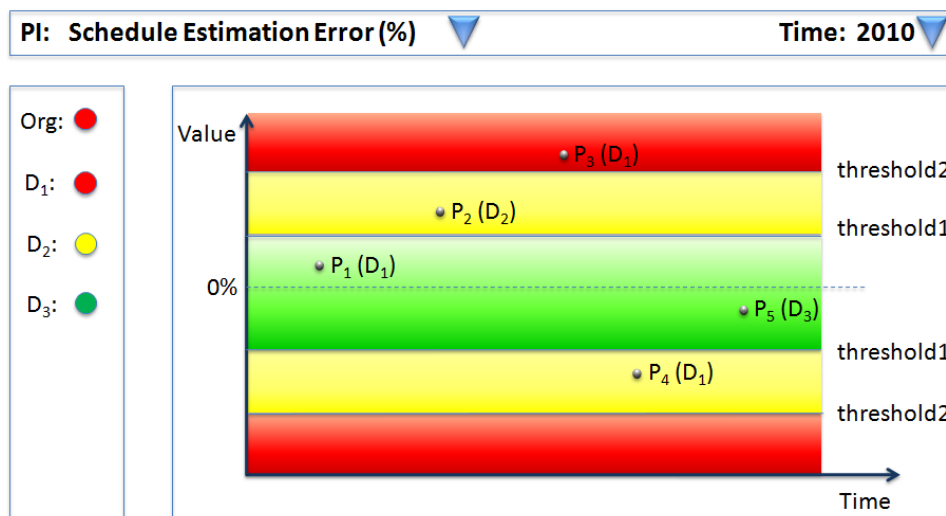 PI: Schedule Estimation Error (%)
Time: 2010
Org:
D₁:
D₂:
D₃:
Value
P₃ (D₁)
threshold2
P₂ (D₂)
threshold1
P₁ (D₁)
0%
P₅ (D₃)
threshold1
P₄ (D₁)
threshold2
Time